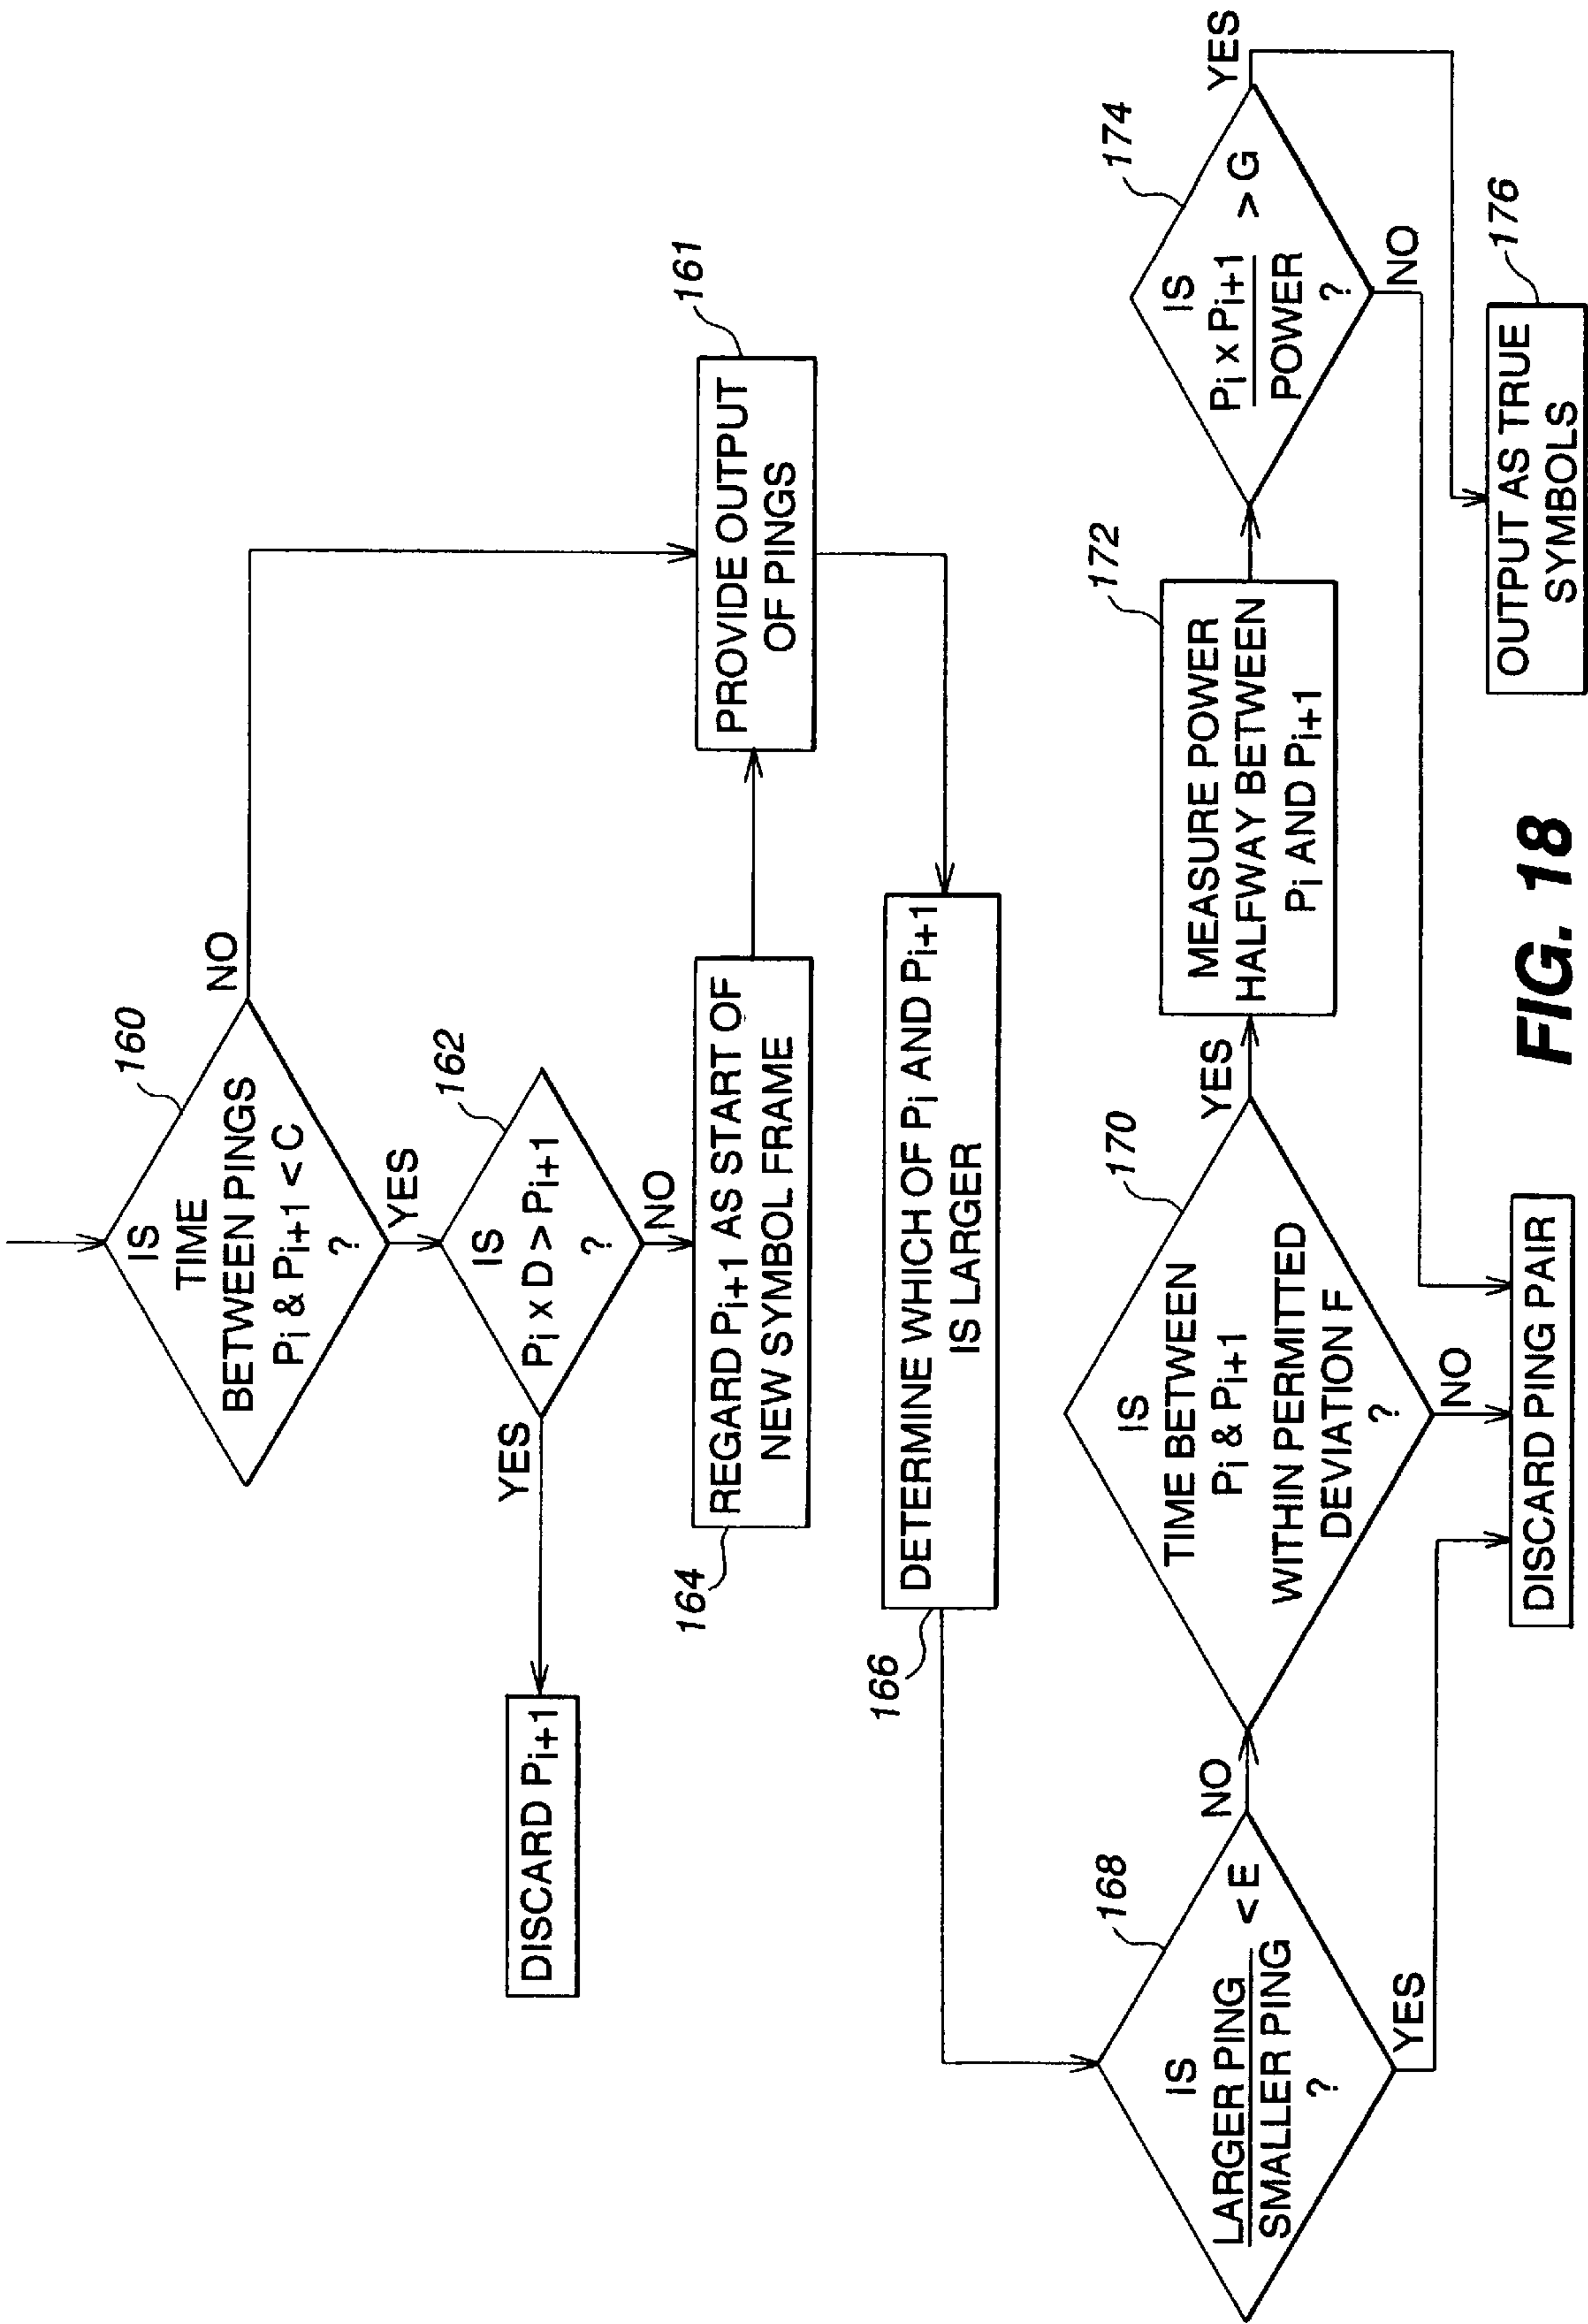 160
IS
TIME
BETWEEN PINGS
Pi & Pi+1 < C
?
NO
YES
162
IS
Pi x D > Pi+1
?
YES
NO
DISCARD Pi+1
164
REGARD Pi+1 AS START OF
NEW SYMBOL FRAME
161
PROVIDE OUTPUT
OF PINGS
166
DETERMINE WHICH OF Pi AND Pi+1
IS LARGER
168
IS
LARGER PING
SMALLER PING
< E
?
NO
YES
170
IS
TIME BETWEEN
Pi & Pi+1
WITHIN PERMITTED
DEVIATION F
?
YES
NO
172
MEASURE POWER
HALFWAY BETWEEN
Pi AND Pi+1
174
IS
Pi x Pi+1
POWER
> G
?
YES
NO
DISCARD PING PAIR
176
OUTPUT AS TRUE
SYMBOLS
FIG. 18